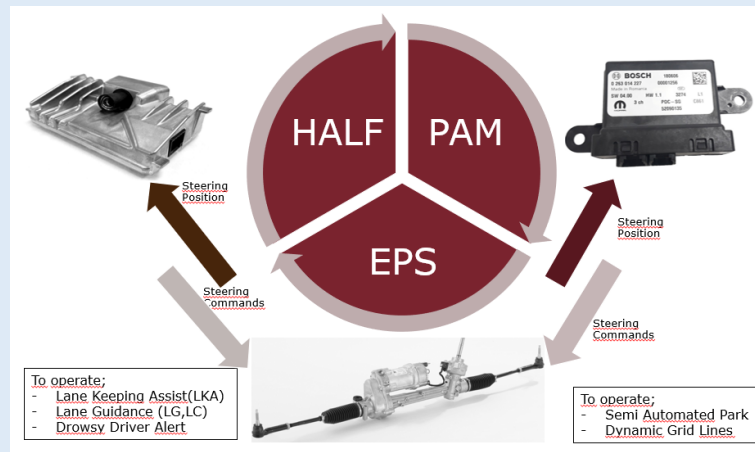 HALF
PAM
EPS
BOSCH
Steering
Position
Steering
Commands
Steering
Position
Steering
Commands
To operate;
- Lane Keeping Assist(LKA)
- Lane Guidance (LG,LC)
- Drowsy Driver Alert
To operate;
- Semi Automated Park
- Dynamic Grid Lines